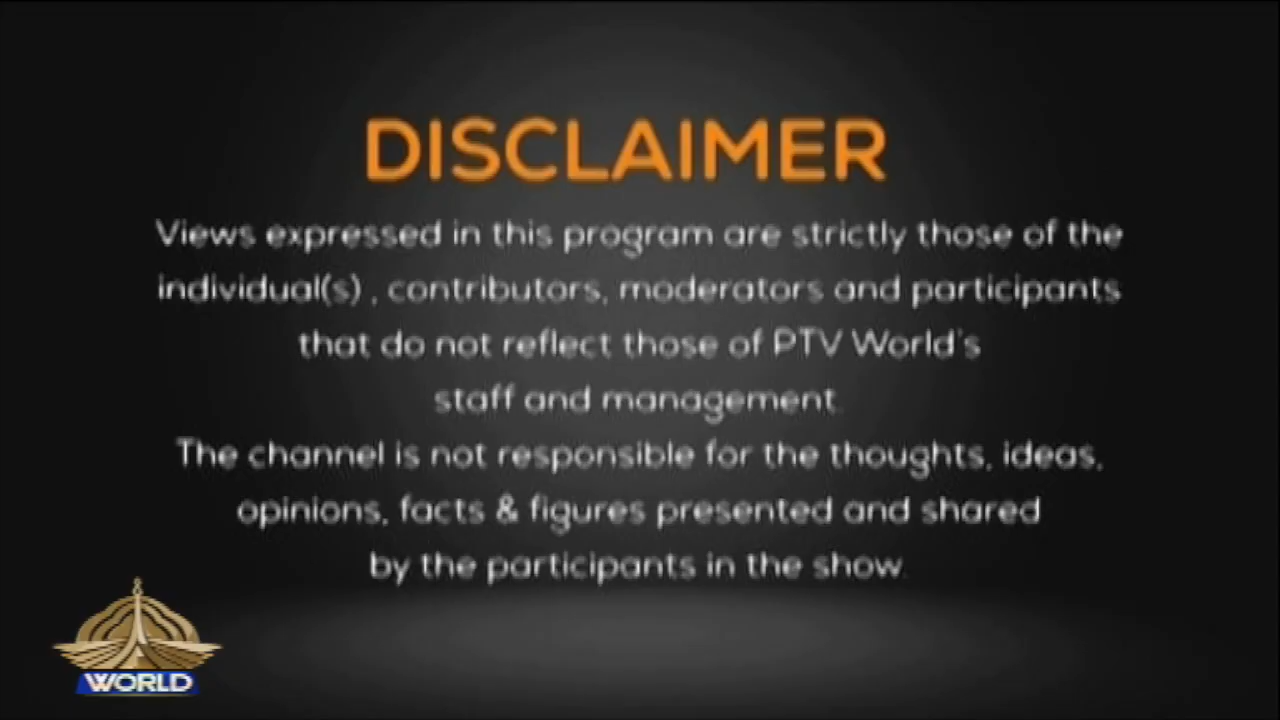 DISCLAIMER
Views expressed in this program are strictly those of the
individual(s) , contributors, moderators and participants
that do not reflect those of PTV World's
staff and management.
The channel is not responsible for the thoughts, ideas,
opinions, facts & figures presented and shared
by the participants in the show.
WORLD